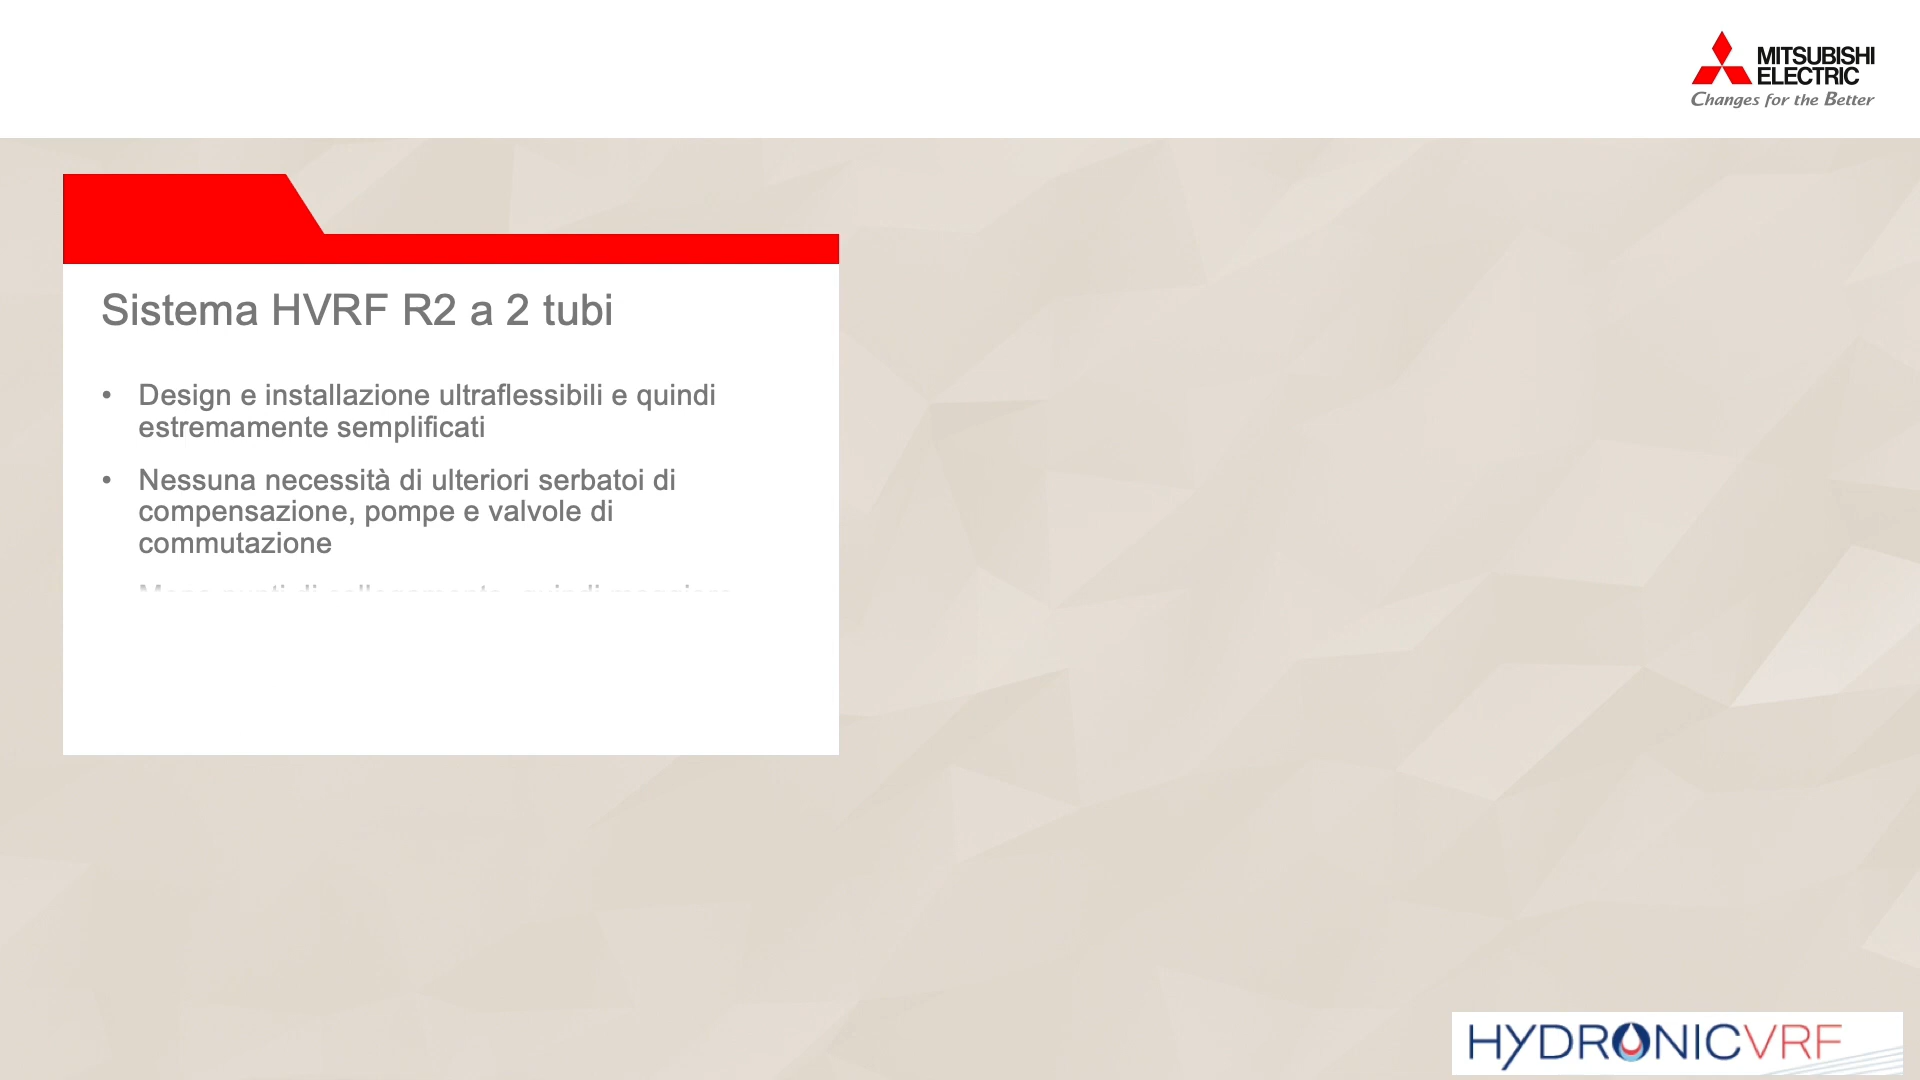 MITSUBISHI
ELECTRIC
Changes for the Better
Sistema HVRF R2 a 2 tubi
• Design e installazione ultraflessibili e quindi
estremamente semplificati
• Nessuna necessità di ulteriori serbatoi di
compensazione, pompe e valvole di
commutazione
HYDRONICVRF